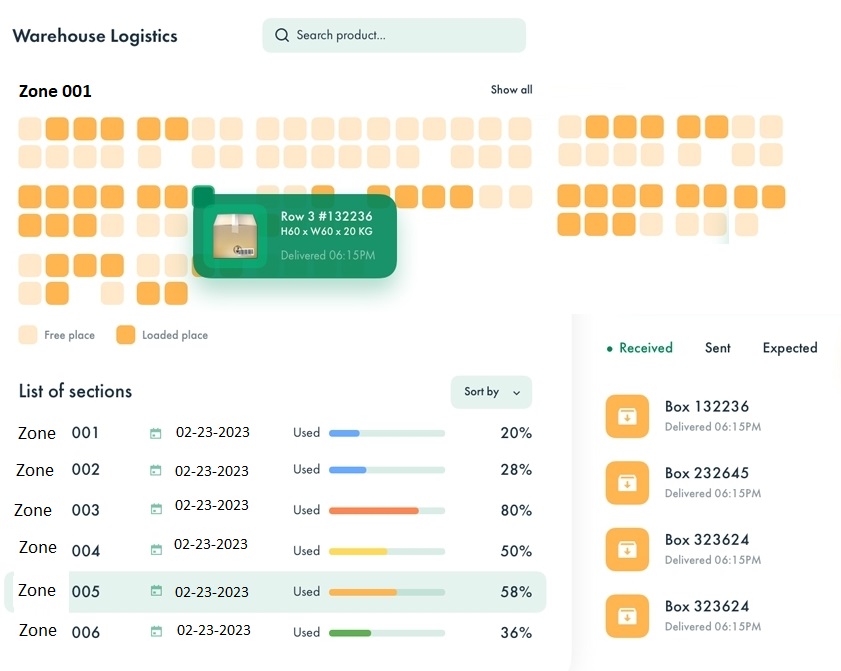 Warehouse Logistics
Search product...
Zone 001
Show all
Row 3 #132236
H60 x W60 x 20 KG
Delivered 06:15PM
Free place
Loaded place
Received
Sent
Expected
List of sections
Sort by
Zone 001 02-23-2023 Used 20%
Zone 002 02-23-2023 Used 28%
Zone 003 02-23-2023 Used 80%
Zone 004 02-23-2023 Used 50%
Zone 005 02-23-2023 Used 58%
Zone 006 02-23-2023 Used 36%
Box 132236
Delivered 06:15PM
Box 232645
Delivered 06:15PM
Box 323624
Delivered 06:15PM
Box 323624
Delivered 06:15PM